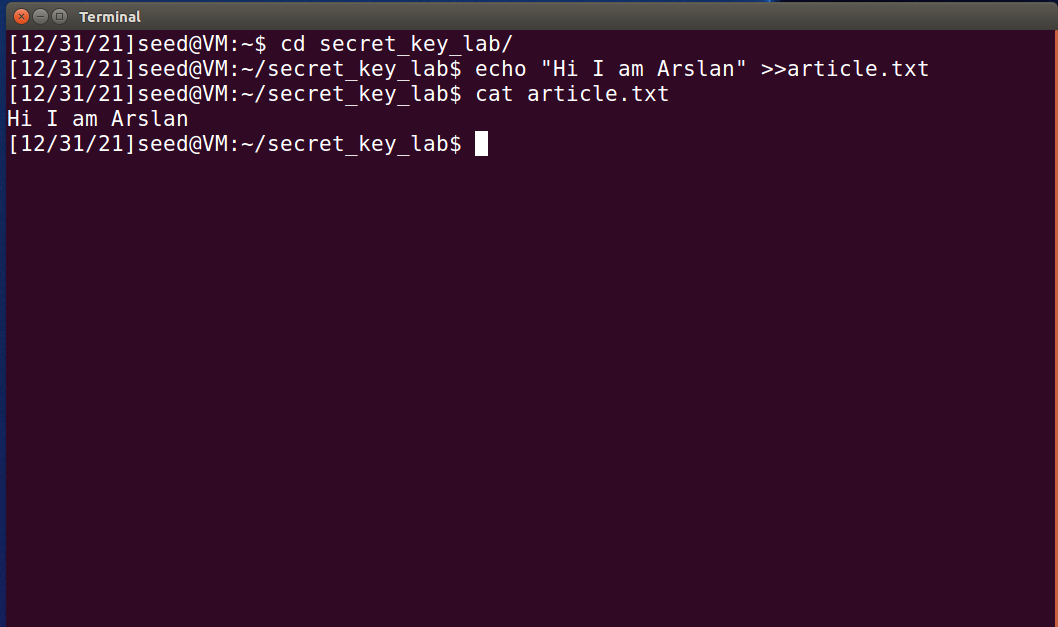 Terminal
[12/31/21]seed@VM:~$ cd secret_key_lab/
[12/31/21]seed@VM:~/secret_key_lab$ echo "Hi I am Arslan" >>article.txt
[12/31/21]seed@VM:~/secret_key_lab$ cat article.txt
Hi I am Arslan
[12/31/21]seed@VM:~/secret_key_lab$